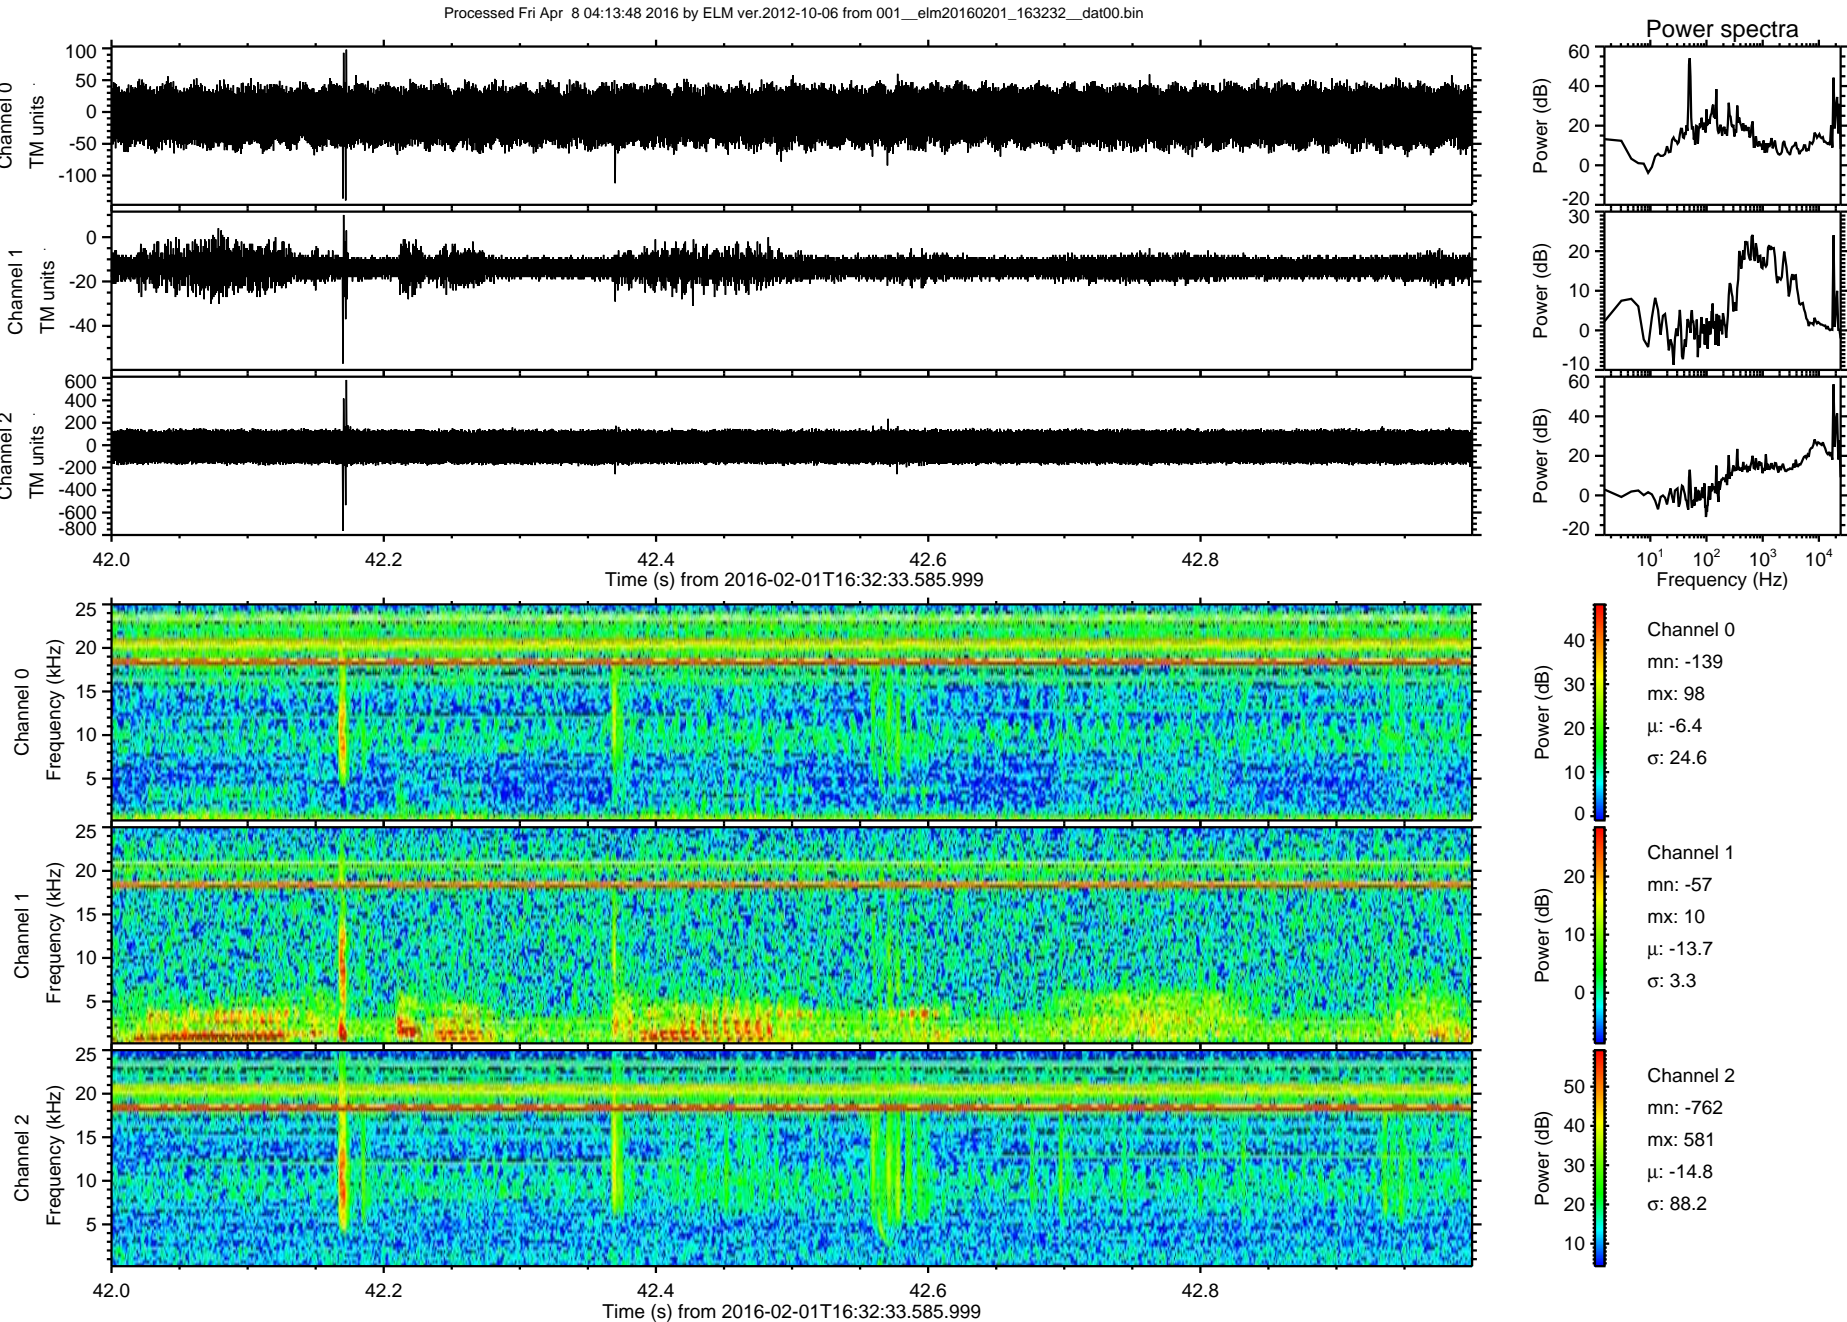 Processed Fri Apr  8 04:13:48 2016 by ELM ver.2012-10-06 from 001__elm20160201_163232__dat00.bin
Power spectra
Channel 0
TM units
100
50
0
-50
-100
Power (dB)
60
40
20
0
-20
Channel 1
TM units
0
-20
-40
Power (dB)
30
20
10
0
-10
Channel 2
TM units
600
400
200
0
-200
-400
-600
-800
Power (dB)
60
40
20
0
-20
42.0 42.2 42.4 42.6 42.8
Time (s) from 2016-02-01T16:32:33.585.999
10^1 10^2 10^3 10^4
Frequency (Hz)
Channel 0
Frequency (kHz)
25
20
15
10
5
Power (dB)
40
30
20
10
0
Channel 0
mn: -139
mx: 98
μ: -6.4
σ: 24.6
Channel 1
Frequency (kHz)
25
20
15
10
5
Power (dB)
20
10
0
Channel 1
mn: -57
mx: 10
μ: -13.7
σ: 3.3
Channel 2
Frequency (kHz)
25
20
15
10
5
Power (dB)
50
40
30
20
10
Channel 2
mn: -762
mx: 581
μ: -14.8
σ: 88.2
42.0 42.2 42.4 42.6 42.8
Time (s) from 2016-02-01T16:32:33.585.999